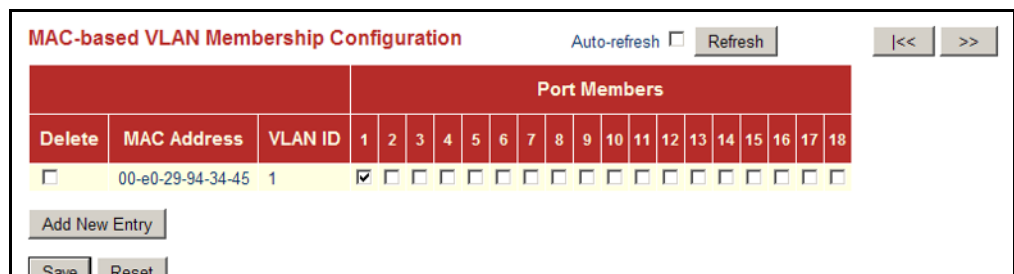 MAC-based VLAN Membership Configuration Auto-refresh Refresh |<< >>
Port Members
Delete MAC Address VLAN ID 1 2 3 4 5 6 7 8 9 10 11 12 13 14 15 16 17 18
00-e0-29-94-34-45 1
Add New Entry
Save Reset